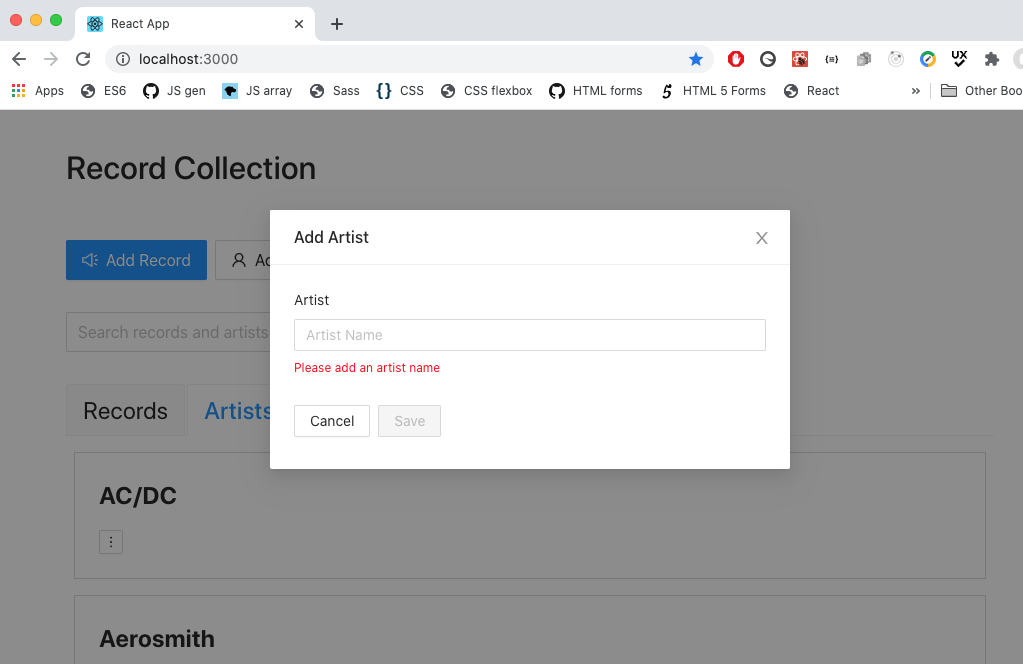 React App
localhost:3000
UX
Apps ES6 JS gen JS array Sass {} CSS CSS flexbox HTML forms 5 HTML 5 Forms React » Other Boo
Record Collection
Add Artist
Add Record Ad
Artist
Search records and artists Artist Name
Please add an artist name
Records Artists
Cancel Save
AC/DC
Aerosmith